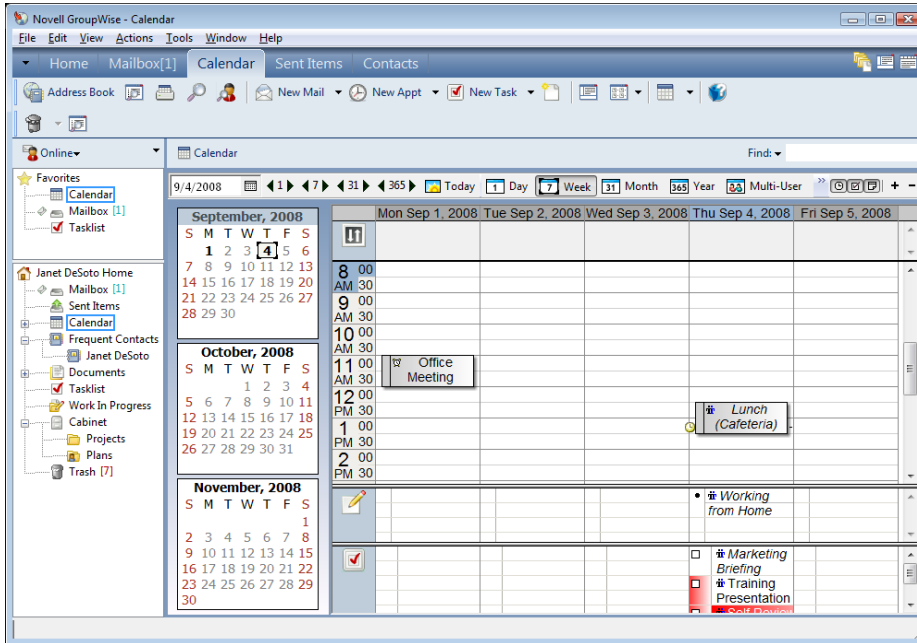 Novell GroupWise - Calendar
File Edit View Actions Tools Window Help
Home Mailbox[1] Calendar Sent Items Contacts
Address Book New Mail New Appt New Task
Online Calendar Find:
Favorites
Calendar
Mailbox [1]
Tasklist
Janet DeSoto Home
Mailbox [1]
Sent Items
Calendar
Frequent Contacts
Janet DeSoto
Documents
Tasklist
Work In Progress
Cabinet
Projects
Plans
Trash [7]
9/4/2008 1 7 31 365 Today 1 Day 7 Week 31 Month 365 Year 23 Multi-User » + -
September, 2008
S M T W T F S
1 2 3 4 5 6
7 8 9 10 11 12 13
14 15 16 17 18 19 20
21 22 23 24 25 26 27
28 29 30
October, 2008
S M T W T F S
1 2 3 4
5 6 7 8 9 10 11
12 13 14 15 16 17 18
19 20 21 22 23 24 25
26 27 28 29 30 31
November, 2008
S M T W T F S
1
2 3 4 5 6 7 8
9 10 11 12 13 14 15
16 17 18 19 20 21 22
23 24 25 26 27 28 29
30
Mon Sep 1, 2008 Tue Sep 2, 2008 Wed Sep 3, 2008 Thu Sep 4, 2008 Fri Sep 5, 2008
8 00
AM 30
9 00
AM 30
10 00
AM 30
11 00
AM 30
12 00
PM 30
1 00
PM 30
2 00
PM 30
Office
Meeting
Lunch
(Cafeteria)
Working
from Home
Marketing
Briefing
Training
Presentation
Self Review